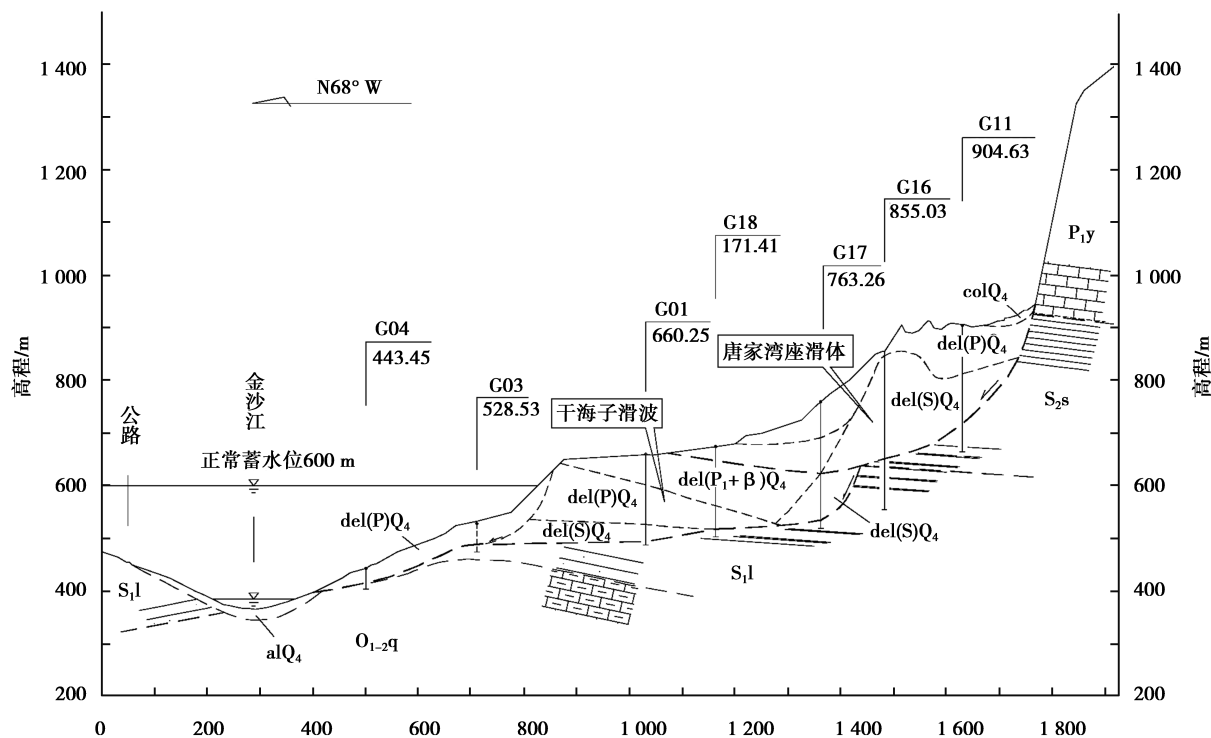 1 400
1 400
N68° W
G11
904.63
1 200
1 200
G16
855.03
G18
171.41
P₁y
G17
763.26
1 000
1 000
colQ₄
G01
660.25
G04
443.45
del(P)Q₄
唐家湾座滑体
高程/m
高程/m
金沙江
G03
528.53
800
800
公路
干海子滑波
del(S)Q₄
S₂s
正常蓄水位600 m
600
600
del(P₁+β)Q₄
del(P)Q₄
del(P)Q₄
del(S)Q₄
del(S)Q₄
S₁l
S₁l
400
400
O₁₋₂q
alQ₄
200
200
0
200
400
600
800
1 000
1 200
1 400
1 600
1 800